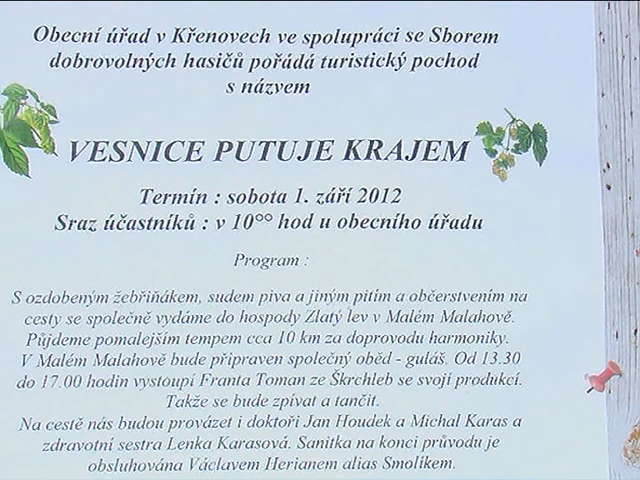 Obecní úřad v Křenovech ve spolupráci se Sborem
dobrovolných hasičů pořádá turistický pochod
s názvem
VESNICE PUTUJE KRAJEM
Termín : sobota 1. září 2012
Sraz účastníků : v 10°° hod u obecního úřadu
Program :
S ozdobeným žebřiňákem, sudem piva a jiným pitím a občerstvením na
cesty se společně vydáme do hospody Zlatý lev v Malém Malahově.
Půjdeme pomalejším tempem cca 10 km za doprovodu harmoniky.
V Malém Malahově bude připraven společný oběd - guláš. Od 13.30
do 17.00 hodin vystoupí Franta Toman ze Škrchleb se svojí produkcí.
Takže se bude zpívat a tančit.
Na cestě nás budou provázet i doktoři Jan Houdek a Michal Karas a
zdravotní sestra Lenka Karasová. Sanitka na konci průvodu je
obsluhována Václavem Herianem alias Smolíkem.